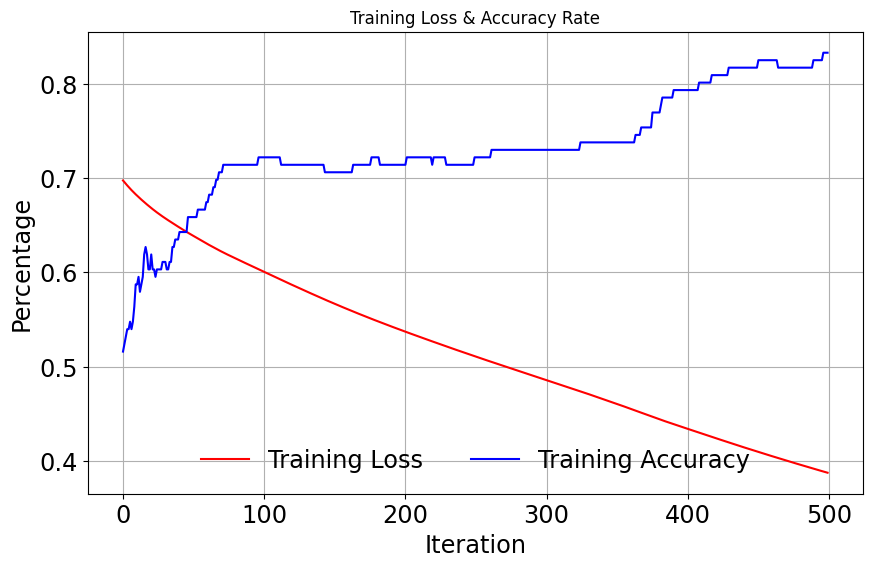 Training Loss & Accuracy Rate
Percentage
0.8
0.7
0.6
0.5
0.4
Training Loss Training Accuracy
0 100 200 300 400 500
Iteration